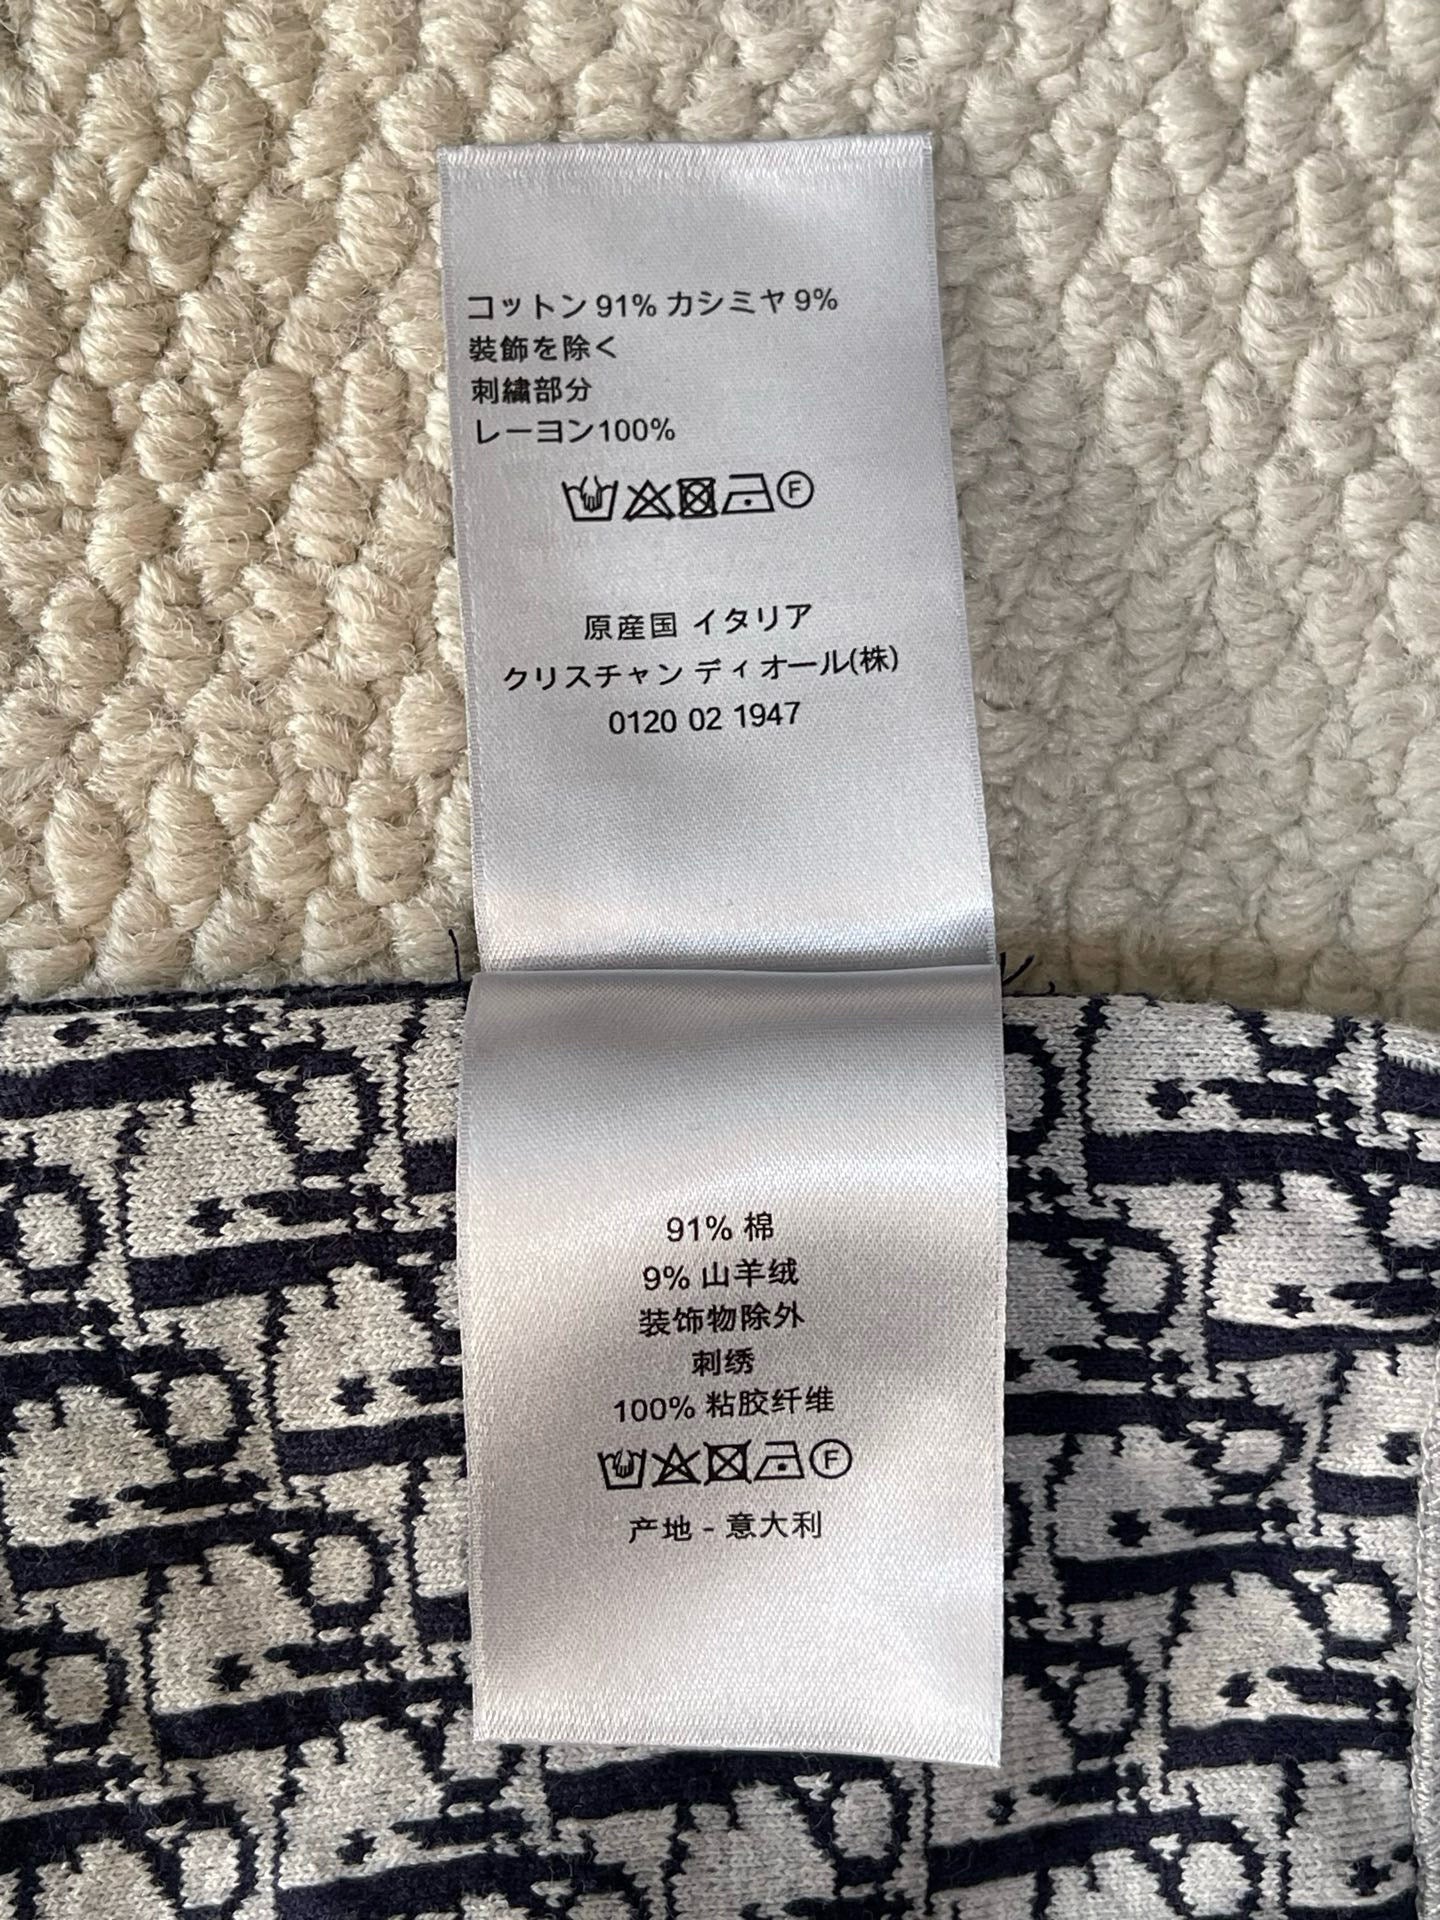 コットン 91% カシミヤ 9%
装飾を除く
刺繍部分
レーヨン100%
F
原産国 イタリア
クリスチャン ディオール(株)
0120 02 1947
91% 棉
9% 山羊绒
装饰物除外
刺绣
100% 粘胶纤维
F
产地 - 意大利